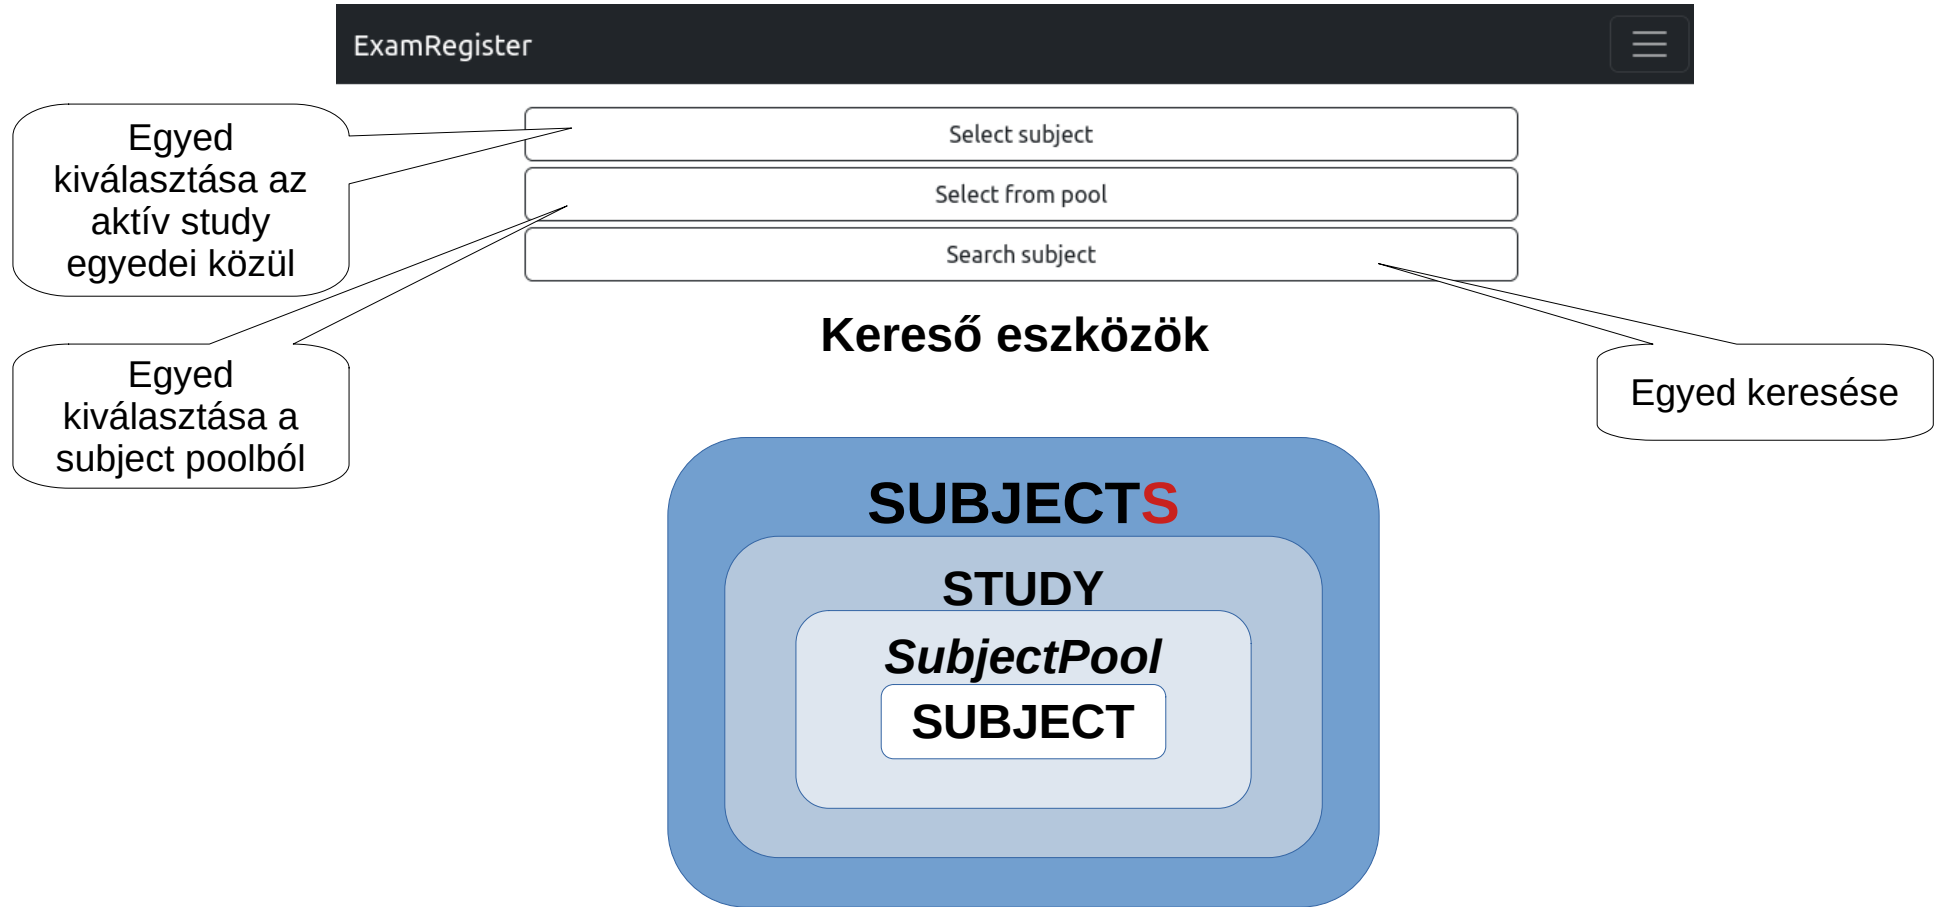 ExamRegister
Egyed
kiválasztása az
aktív study
egyedei közül
Select subject
Select from pool
Search subject
Kereső eszközök
Egyed
kiválasztása a
subject poolból
Egyed keresése
SUBJECTS
STUDY
SubjectPool
SUBJECT